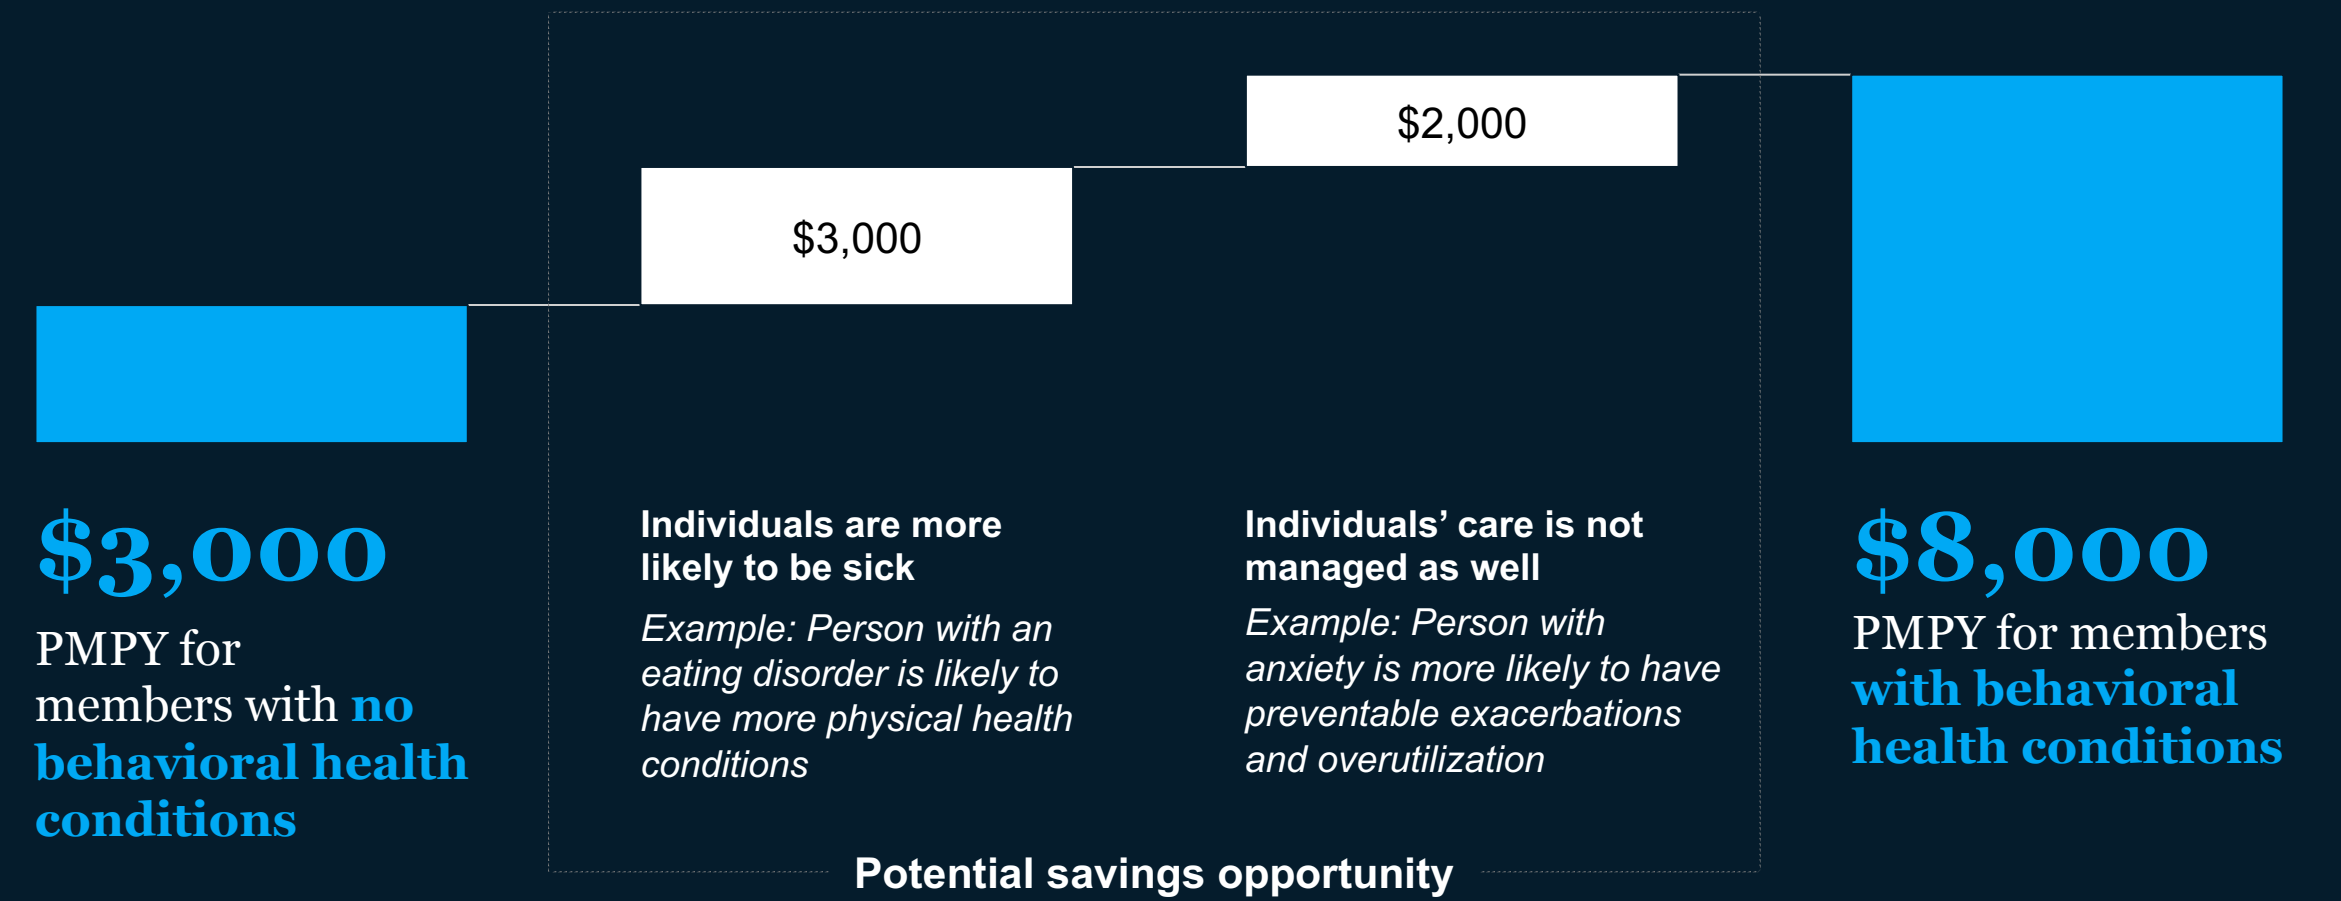 $2,000
$3,000
$3,000
PMPY for
members with no
behavioral health
conditions
Individuals are more
likely to be sick
Example: Person with an
eating disorder is likely to
have more physical health
conditions
Individuals’ care is not
managed as well
Example: Person with
anxiety is more likely to have
preventable exacerbations
and overutilization
$8,000
PMPY for members
with behavioral
health conditions
Potential savings opportunity